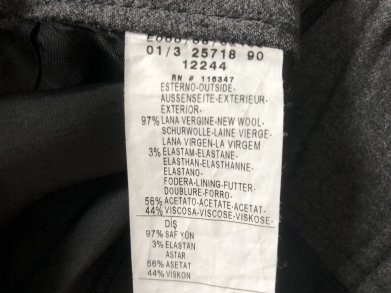 01/3 25718 90
12244
RN # 116347
ESTERNO-OUTSIDE-
AUSSENSEITE-EXTERIEUR-
EXTERIOR-
97% LANA VERGINE-NEW WOOL-
SCHURWOLLE-LAINE VIERGE-
LANA VIRGEN-LA VIRGEM
3% ELASTAM-ELASTANE-
ELASTHAN-ELASTHANNE-
ELASTANO-
FODERA-LINING-FUTTER-
DOUBLURE-FORRO-
56% ACETATO-ACETATE-ACETAT-
44% VISCOSA-VISCOSE-VISKOSE-
DIŞ
97% SAF YÜN
3% ELASTAN
ASTAR
56% ASETAT
44% VISKON